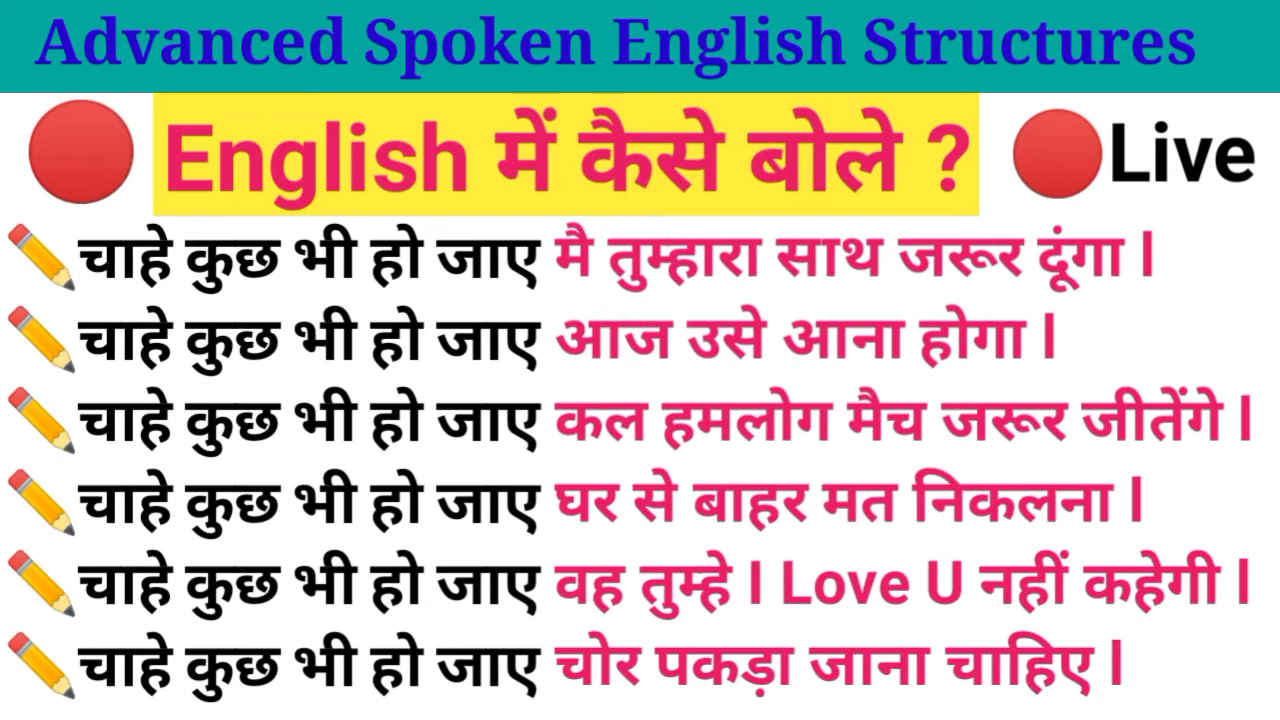 Advanced Spoken English Structures
English में कैसे बोले ? Live
चाहे कुछ भी हो जाए मै तुम्हारा साथ जरूर दूंगा l
चाहे कुछ भी हो जाए आज उसे आना होगा l
चाहे कुछ भी हो जाए कल हमलोग मैच जरूर जीतेंगे l
चाहे कुछ भी हो जाए घर से बाहर मत निकलना l
चाहे कुछ भी हो जाए वह तुम्हे I Love U नहीं कहेगी l
चाहे कुछ भी हो जाए चोर पकड़ा जाना चाहिए l